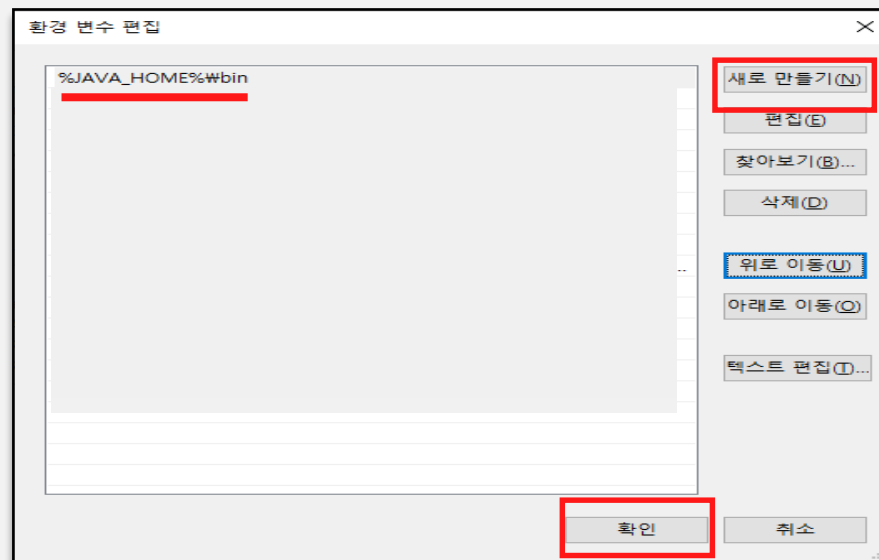 환경 변수 편집
%JAVA_HOME%₩bin
새로 만들기(N)
편집(E)
찾아보기(B)...
삭제(D)
..
위로 이동(U)
아래로 이동(O)
텍스트 편집(T)...
확인
취소